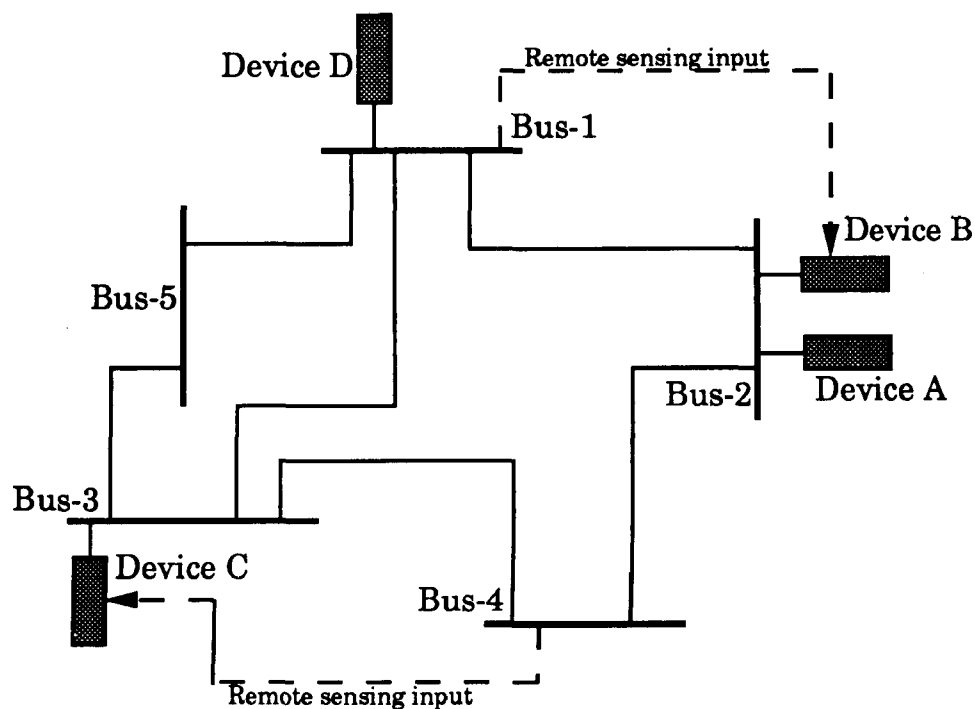 Remote sensing input
Device D
Bus-1
Device B
Bus-5
Bus-2
Device A
Bus-3
Device C
Bus-4
Remote sensing input